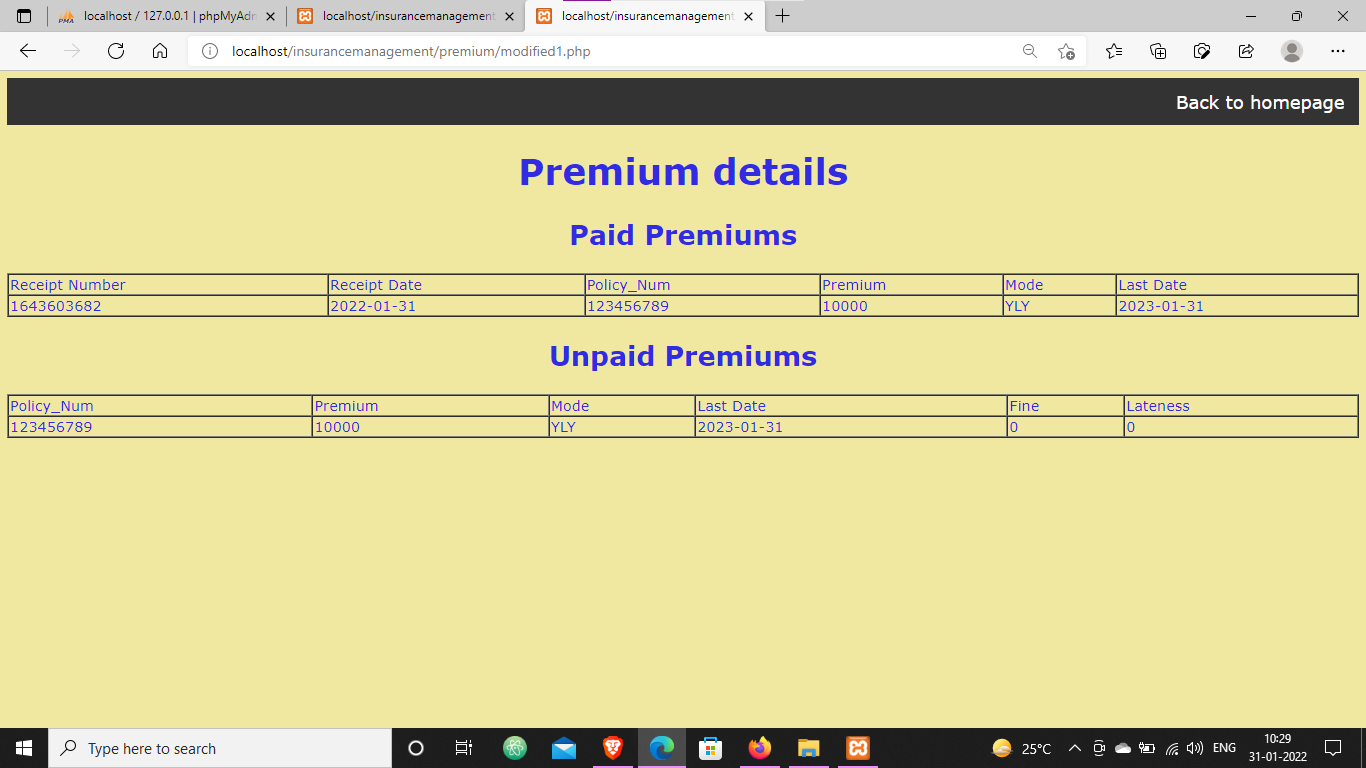 localhost / 127.0.0.1 | phpMyAdm
localhost/insurancemanagement
localhost/insurancemanagement
localhost/insurancemanagement/premium/modified1.php
Back to homepage
Premium details
Paid Premiums
Receipt Number Receipt Date Policy_Num Premium Mode Last Date
1643603682 2022-01-31 123456789 10000 YLY 2023-01-31
Unpaid Premiums
Policy_Num Premium Mode Last Date Fine Lateness
123456789 10000 YLY 2023-01-31 0 0
Type here to search
25°C
ENG
10:29
31-01-2022